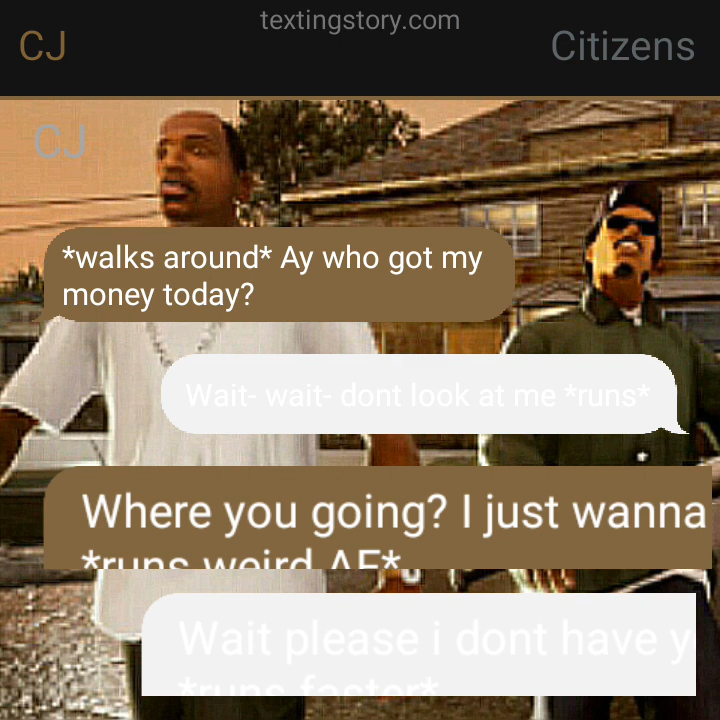 textingstory.com
CJ
Citizens
CJ
*walks around* Ay who got my
money today?
Wait- wait- dont look at me *runs*
Where you going? I just wanna
*runs weird AF*
Wait please i dont have y
*runs faster*